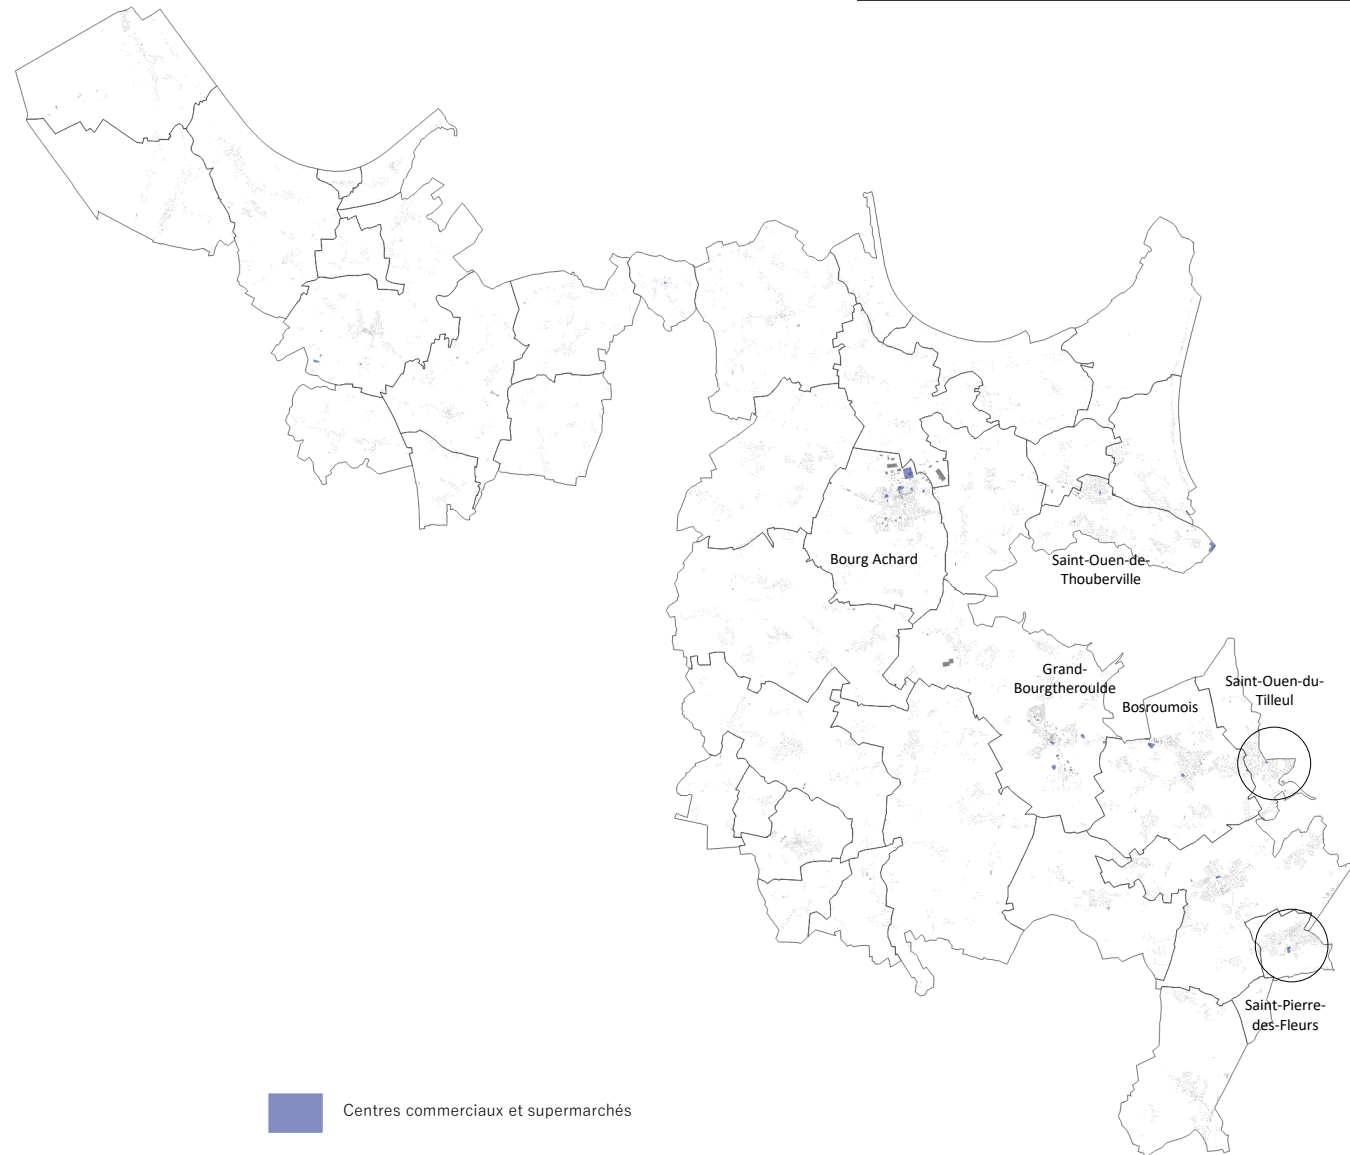 Bourg Achard
Saint-Ouen-de-
Thouberville
Grand-
Bourgtheroulde
Bosroumois
Saint-Ouen-du-
Tilleul
Saint-Pierre-
des-Fleurs
Centres commerciaux et supermarchés